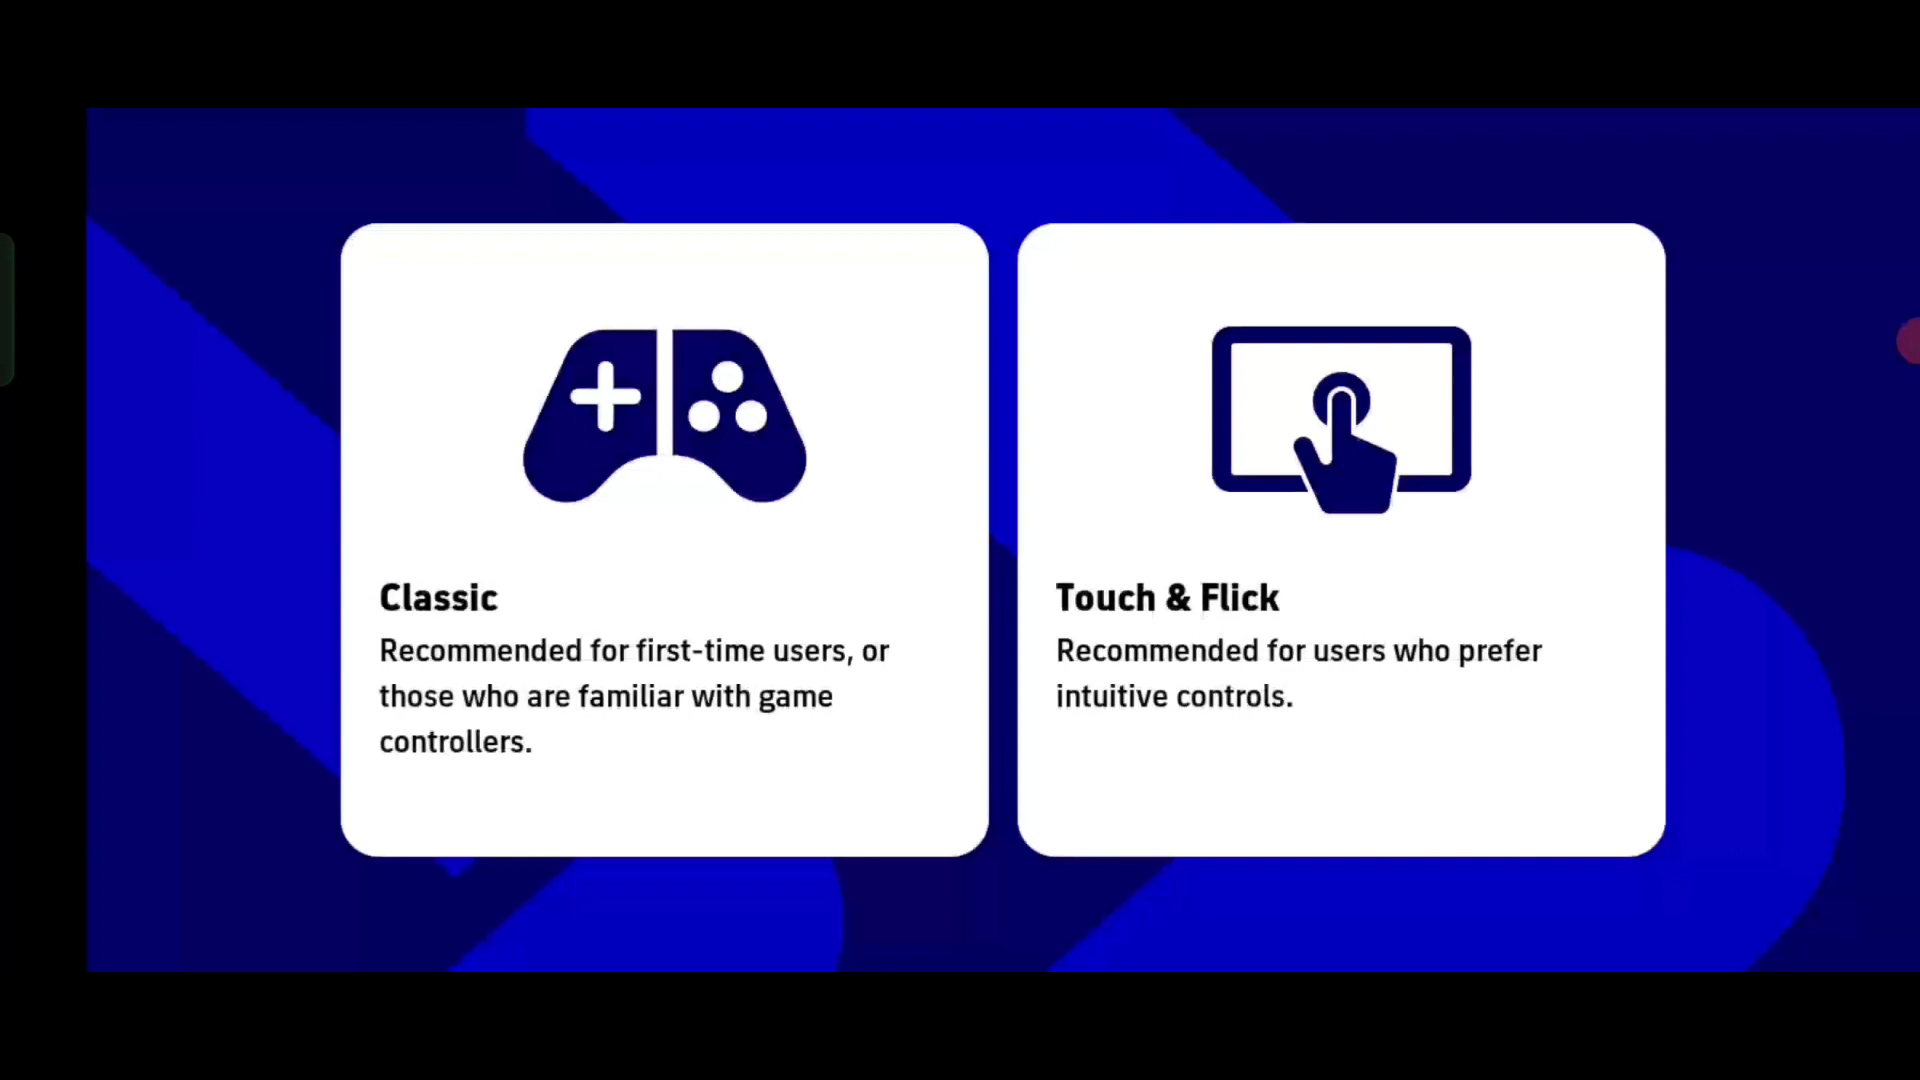 Classic
Recommended for first-time users, or
those who are familiar with game
controllers.
Touch & Flick
Recommended for users who prefer
intuitive controls.